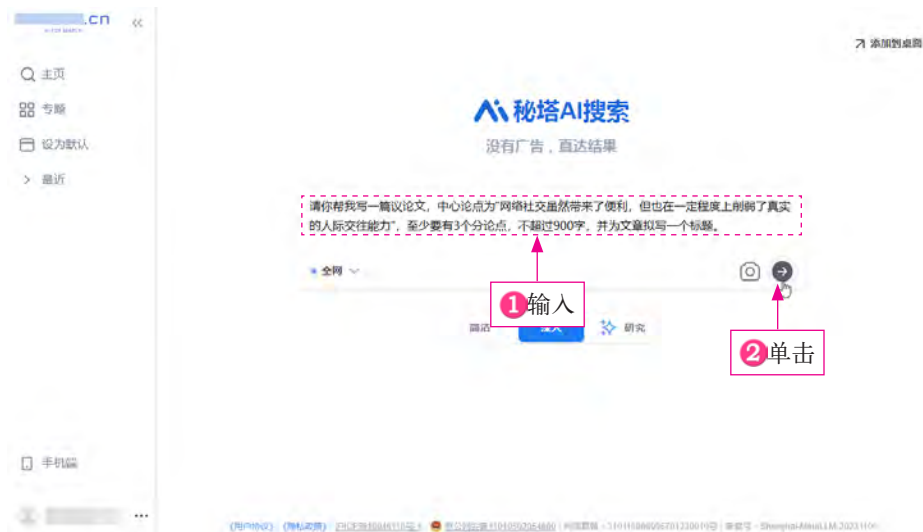 .cn
添加到桌面
主页
专题
设为默认
最近
秘塔AI搜索
没有广告，直达结果
请你帮我写一篇议论文，中心论点为“网络社交虽然带来了便利，但也在一定程度上削弱了真实
的人际交往能力”，至少要有3个分论点，不超过900字，并为文章拟写一个标题。
全网
❶输入
简洁
研究
❷单击
手机端